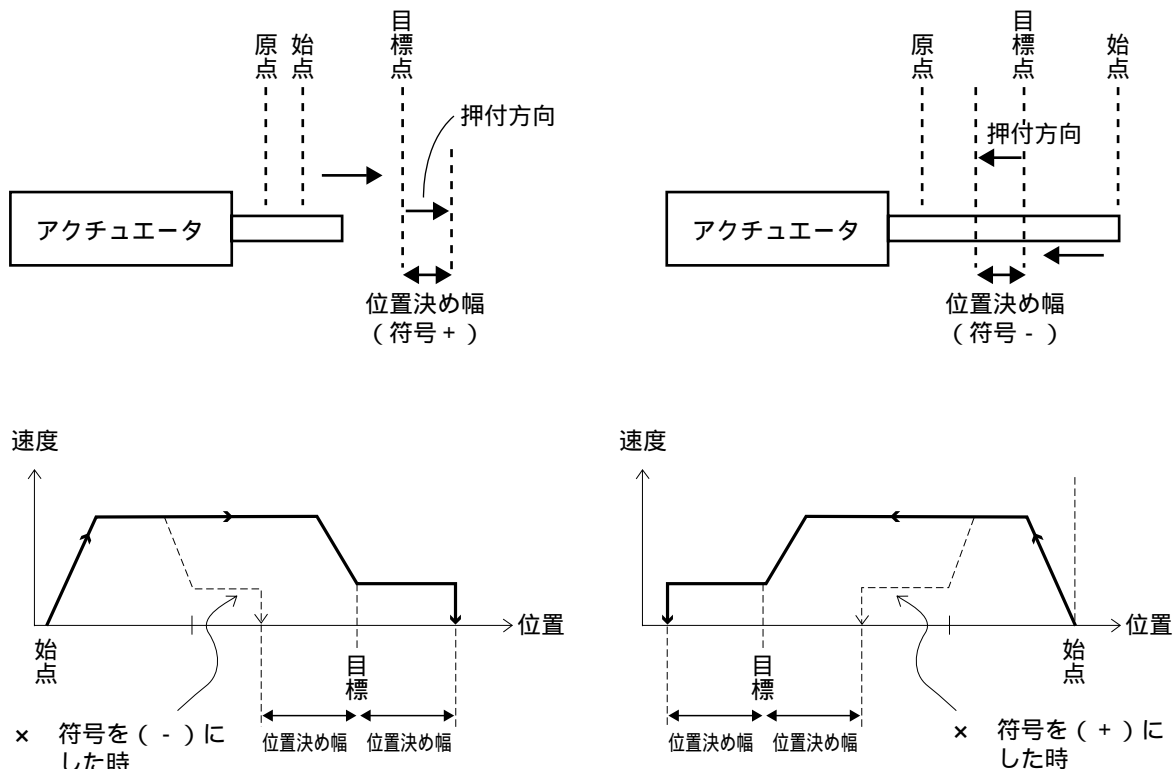 原点
始点
目標点
押付方向
アクチュエータ
位置決め幅
(符号+)
原点
目標点
始点
押付方向
アクチュエータ
位置決め幅
(符号-)
速度
位置
始点
目標
位置決め幅
位置決め幅
× 符号を(-)に
した時
速度
位置
始点
目標
位置決め幅
位置決め幅
× 符号を(+)に
した時